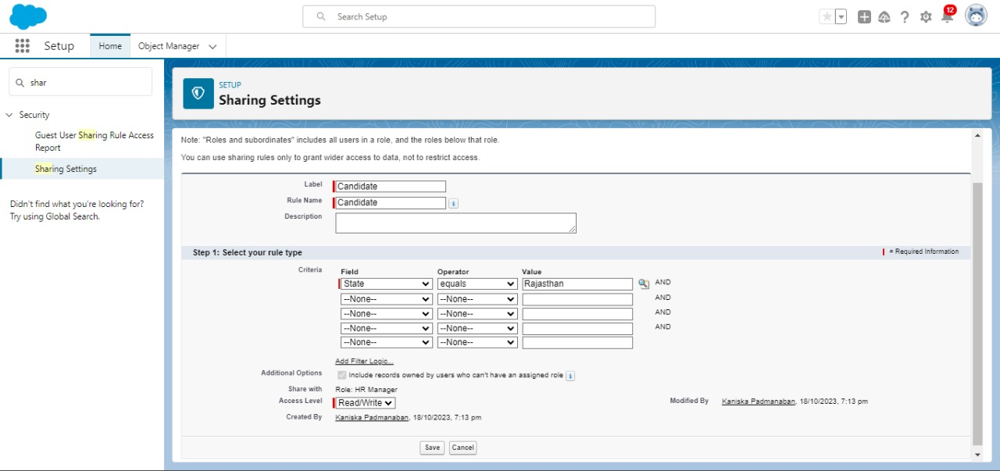 Search Setup
12
Setup Home Object Manager
shar
Security
Guest User Sharing Rule Access
Report
Sharing Settings
Didn't find what you're looking for?
Try using Global Search.
SETUP
Sharing Settings
Note: "Roles and subordinates" includes all users in a role, and the roles below that role.
You can use sharing rules only to grant wider access to data, not to restrict access.
Label Candidate
Rule Name Candidate i
Description
Step 1: Select your rule type = Required Information
Criteria
Field Operator Value
State equals Rajasthan AND
--None-- --None-- AND
--None-- --None-- AND
--None-- --None-- AND
--None-- --None--
Add Filter Logic...
Additional Options Include records owned by users who can't have an assigned role i
Share with Role: HR Manager
Access Level Read/Write Modified By Kaniska Padmanaban, 18/10/2023, 7:13 pm
Created By Kaniska Padmanaban, 18/10/2023, 7:13 pm
Save Cancel